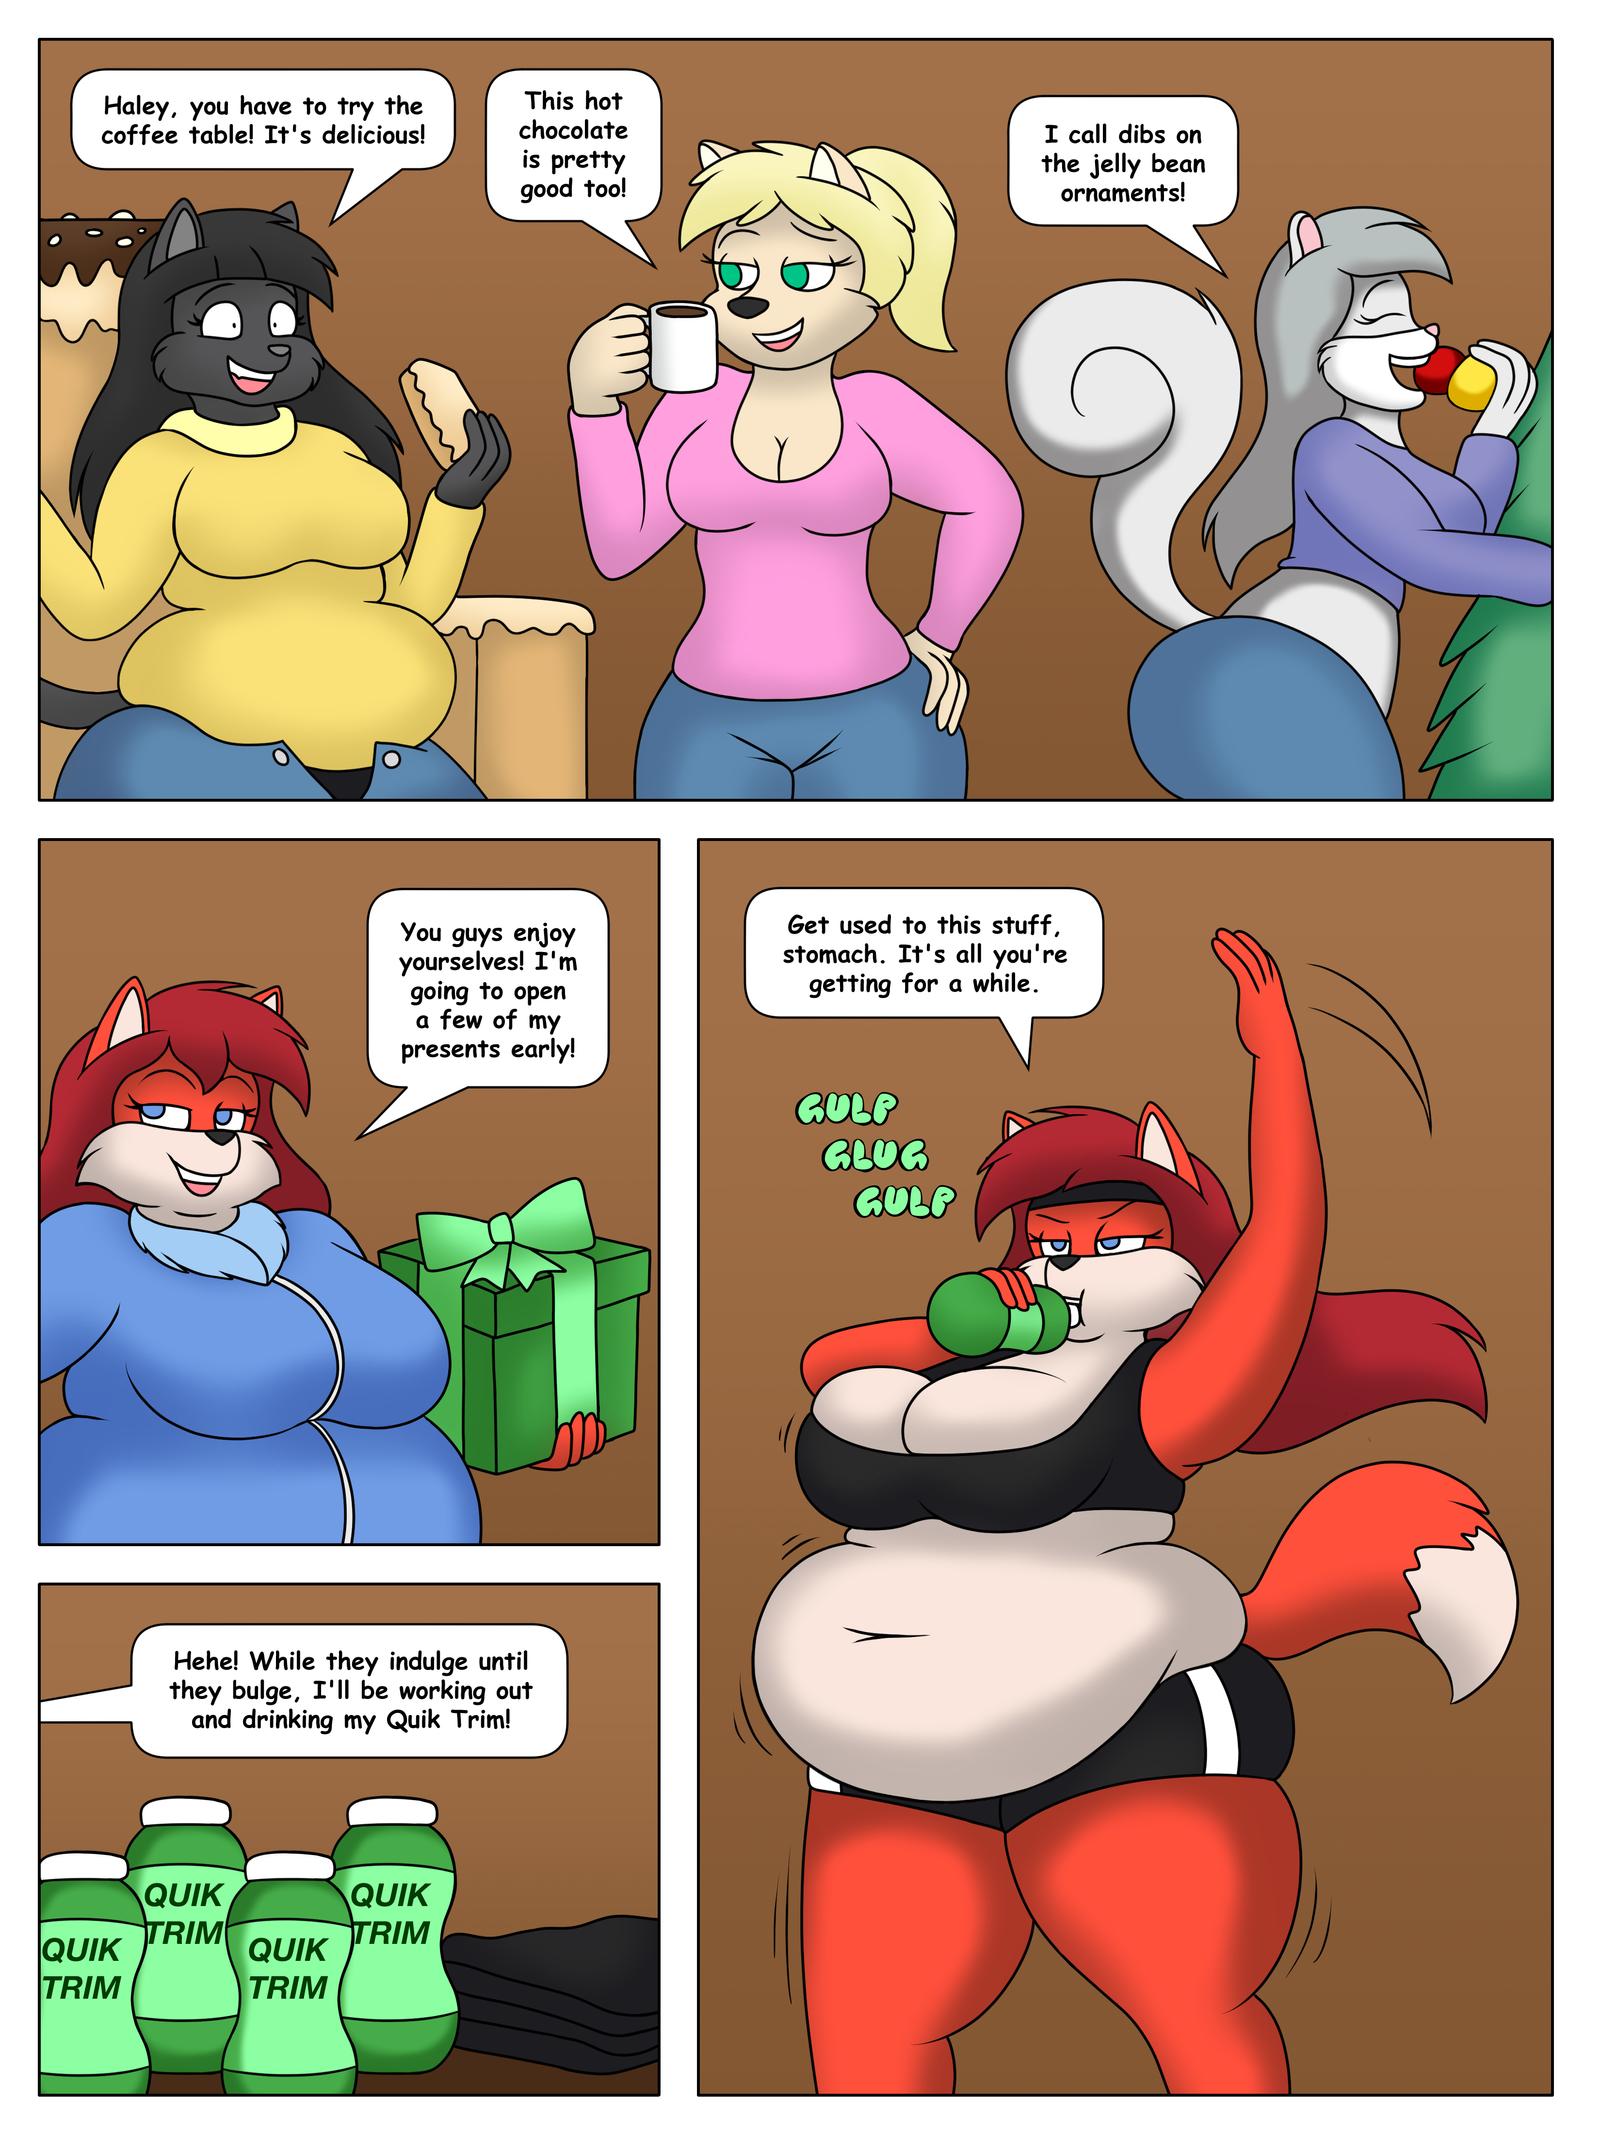 Haley, you have to try the
coffee table! It's delicious!
This hot
chocolate
is pretty
good too!
I call dibs on
the jelly bean
ornaments!
You guys enjoy
yourselves! I'm
going to open
a few of my
presents early!
Hehe! While they indulge until
they bulge, I'll be working out
and drinking my Quik Trim!
QUIK
TRIM
QUIK
TRIM
QUIK
TRIM
QUIK
TRIM
Get used to this stuff,
stomach. It's all you're
getting for a while.
GULP
GLUG
GULP